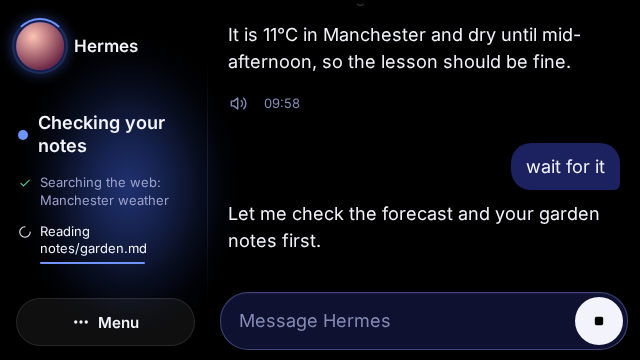 Hermes
Checking your
notes
Searching the web:
Manchester weather
Reading
notes/garden.md
Menu
It is 11°C in Manchester and dry until mid-
afternoon, so the lesson should be fine.
09:58
wait for it
Let me check the forecast and your garden
notes first.
Message Hermes